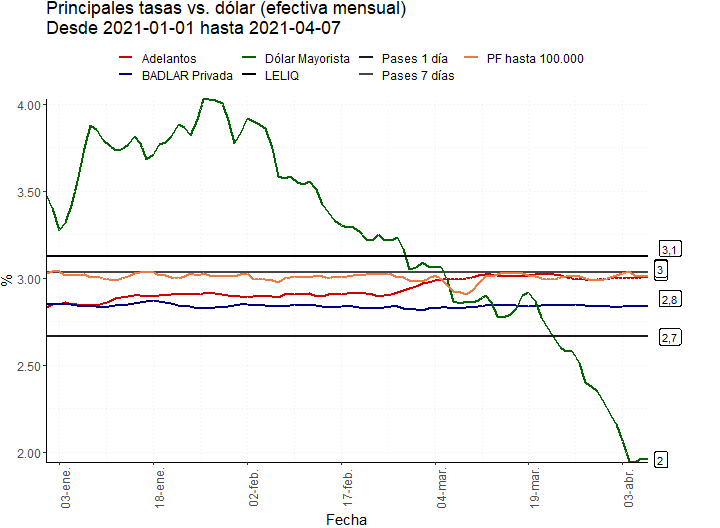 Principales tasas vs. dólar (efectiva mensual)
Desde 2021-01-01 hasta 2021-04-07
Adelantos Dólar Mayorista Pases 1 día PF hasta 100.000
BADLAR Privada LELIQ Pases 7 días
4.00
3.50
3,1
3.00
3
2,8
2,7
2.50
2.00
2
%
03-ene.
18-ene.
02-feb.
17-feb.
04-mar.
19-mar.
03-abr.
Fecha